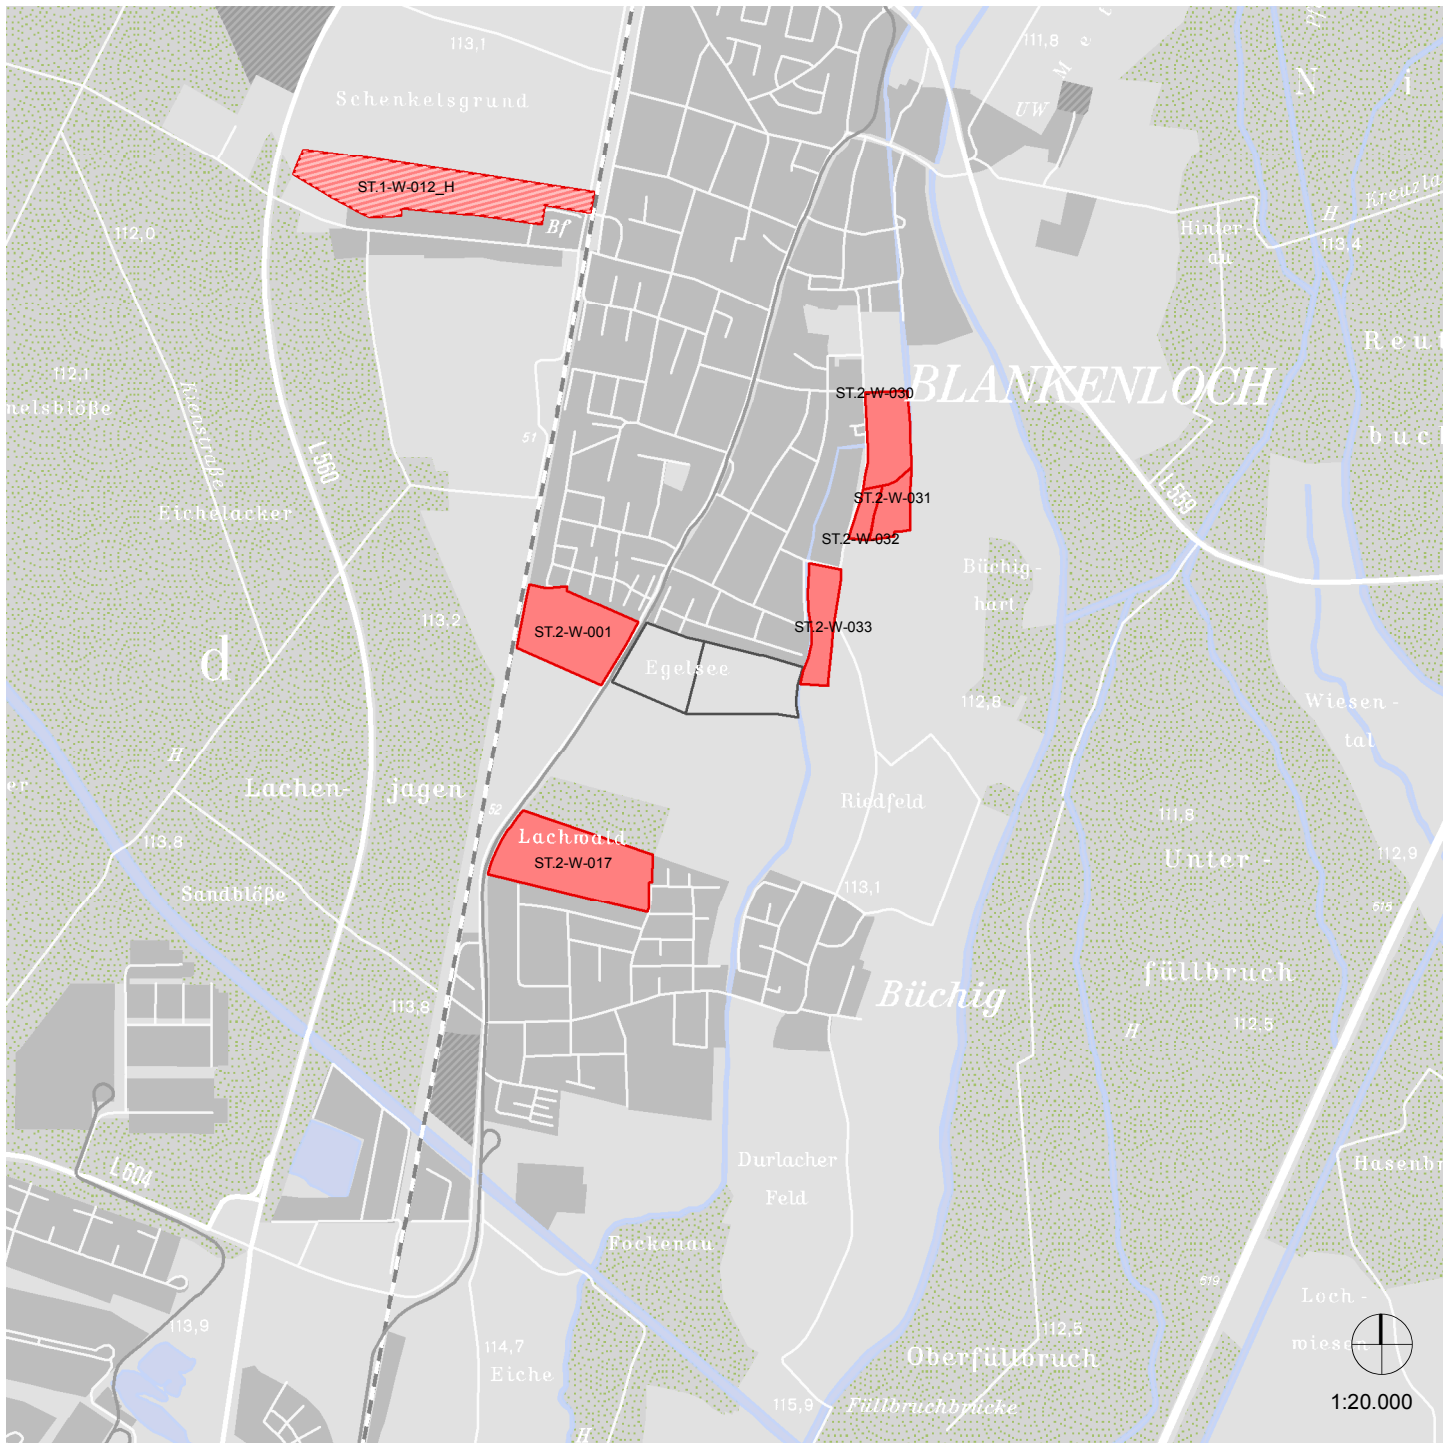 113,1
111,8
Schenkelsgrund
UW
N i
ST.1-W-012_H
Kreuzla
H
Bf
Hinter-
au
112,0
113,4
Reut
112,1
ST.2-W-030
BLANKENLOCH
nelsblöße
51
buch
L 560
L 559
ST.2-W-031
Eichelacker
ST.2-W-032
Büchig-
hart
113,2
ST.2-W-001
ST.2-W-033
d
Egelsee
112,8
Wiesen-
tal
H
er
Lachen-
jagen
Riedfeld
52
111,8
113,8
Lachwald
Unter-
112,9
ST.2-W-017
Sandblöße
113,1
615
füllbruch
Büchig
113,8
H
112,5
Durlacher
Feld
L 604
Hasenbr
Fockenau
619
Loch-
wiesen
113,9
112,5
114,7
Eiche
Oberfüllbruch
1:20.000
115,9
Füllbruchbrücke
H